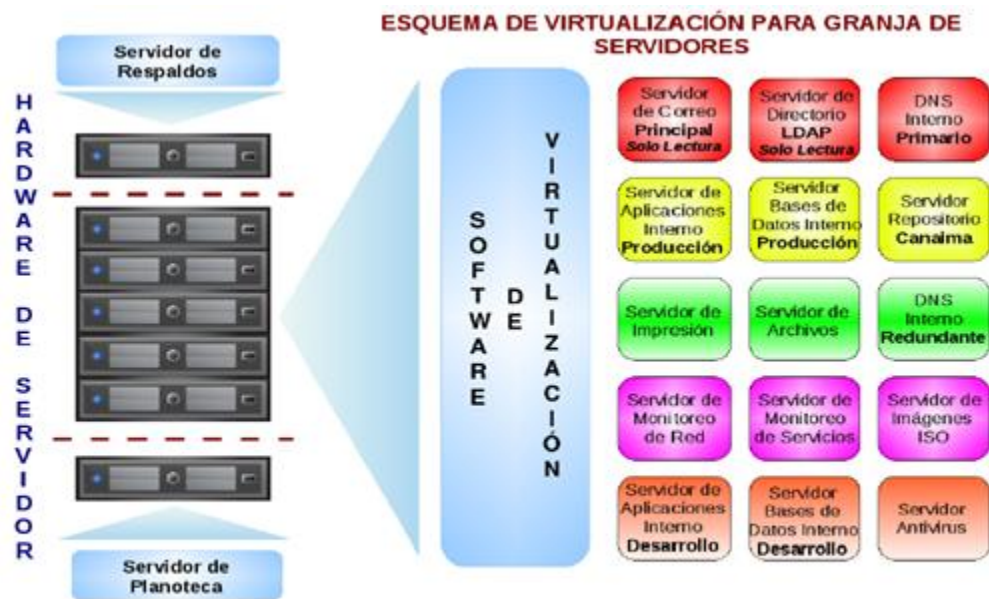 ESQUEMA DE VIRTUALIZACIÓN PARA GRANJA DE
SERVIDORES
HARDWARE DE SERVIDOR
Servidor de
Respaldos
Servidor de
Planoteca
SOFTWARE
DE
VIRTUALIZACIÓN
Servidor
de Correo
Principal
Solo Lectura
Servidor de
Directorio
LDAP
Solo Lectura
DNS
Interno
Primario
Servidor de
Aplicaciones
Interno
Producción
Servidor
Bases de
Datos Interno
Producción
Servidor
Repositorio
Canaima
Servidor de
Impresión
Servidor de
Archivos
DNS
Interno
Redundante
Servidor de
Monitoreo
de Red
Servidor de
Monitoreo
de Servicios
Servidor de
Imágenes
ISO
Servidor de
Aplicaciones
Interno
Desarrollo
Servidor
Bases de
Datos Interno
Desarrollo
Servidor
Antivirus